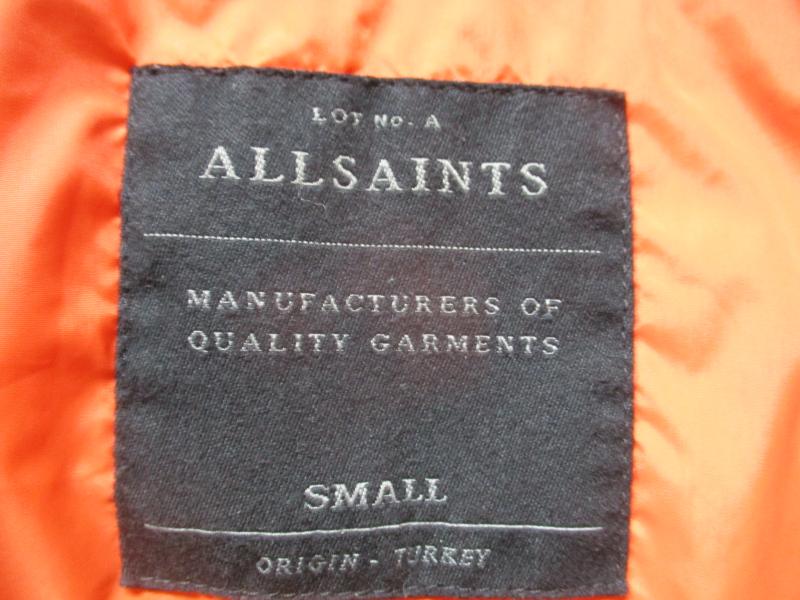 LOT No. A
ALLSAINTS
MANUFACTURERS OF
QUALITY GARMENTS
SMALL
ORIGIN - TURKEY